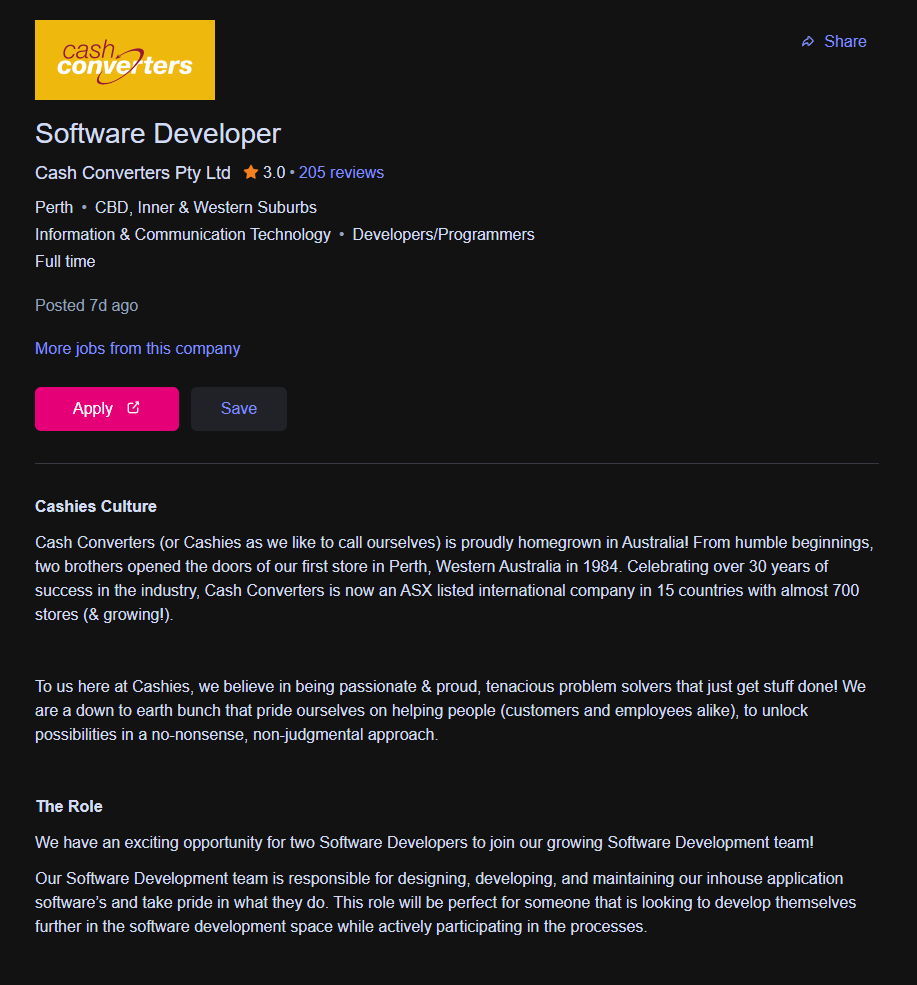 cash
converters
Share
Software Developer
Cash Converters Pty Ltd 3.0 • 205 reviews
Perth • CBD, Inner & Western Suburbs
Information & Communication Technology • Developers/Programmers
Full time
Posted 7d ago
More jobs from this company
Apply
Save
Cashies Culture
Cash Converters (or Cashies as we like to call ourselves) is proudly homegrown in Australia! From humble beginnings,
two brothers opened the doors of our first store in Perth, Western Australia in 1984. Celebrating over 30 years of
success in the industry, Cash Converters is now an ASX listed international company in 15 countries with almost 700
stores (& growing!).
To us here at Cashies, we believe in being passionate & proud, tenacious problem solvers that just get stuff done! We
are a down to earth bunch that pride ourselves on helping people (customers and employees alike), to unlock
possibilities in a no-nonsense, non-judgmental approach.
The Role
We have an exciting opportunity for two Software Developers to join our growing Software Development team!
Our Software Development team is responsible for designing, developing, and maintaining our inhouse application
software's and take pride in what they do. This role will be perfect for someone that is looking to develop themselves
further in the software development space while actively participating in the processes.